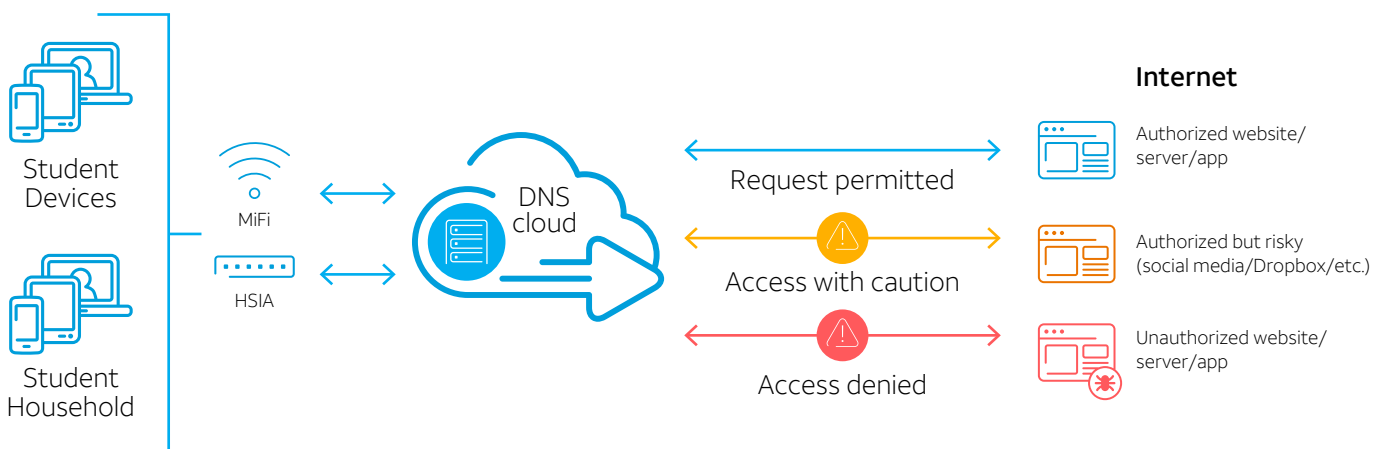 Student
Devices
Student
Household
MiFi
HSIA
DNS
cloud
Request permitted
Access with caution
Access denied
Internet
Authorized website/
server/app
Authorized but risky
(social media/Dropbox/etc.)
Unauthorized website/
server/app